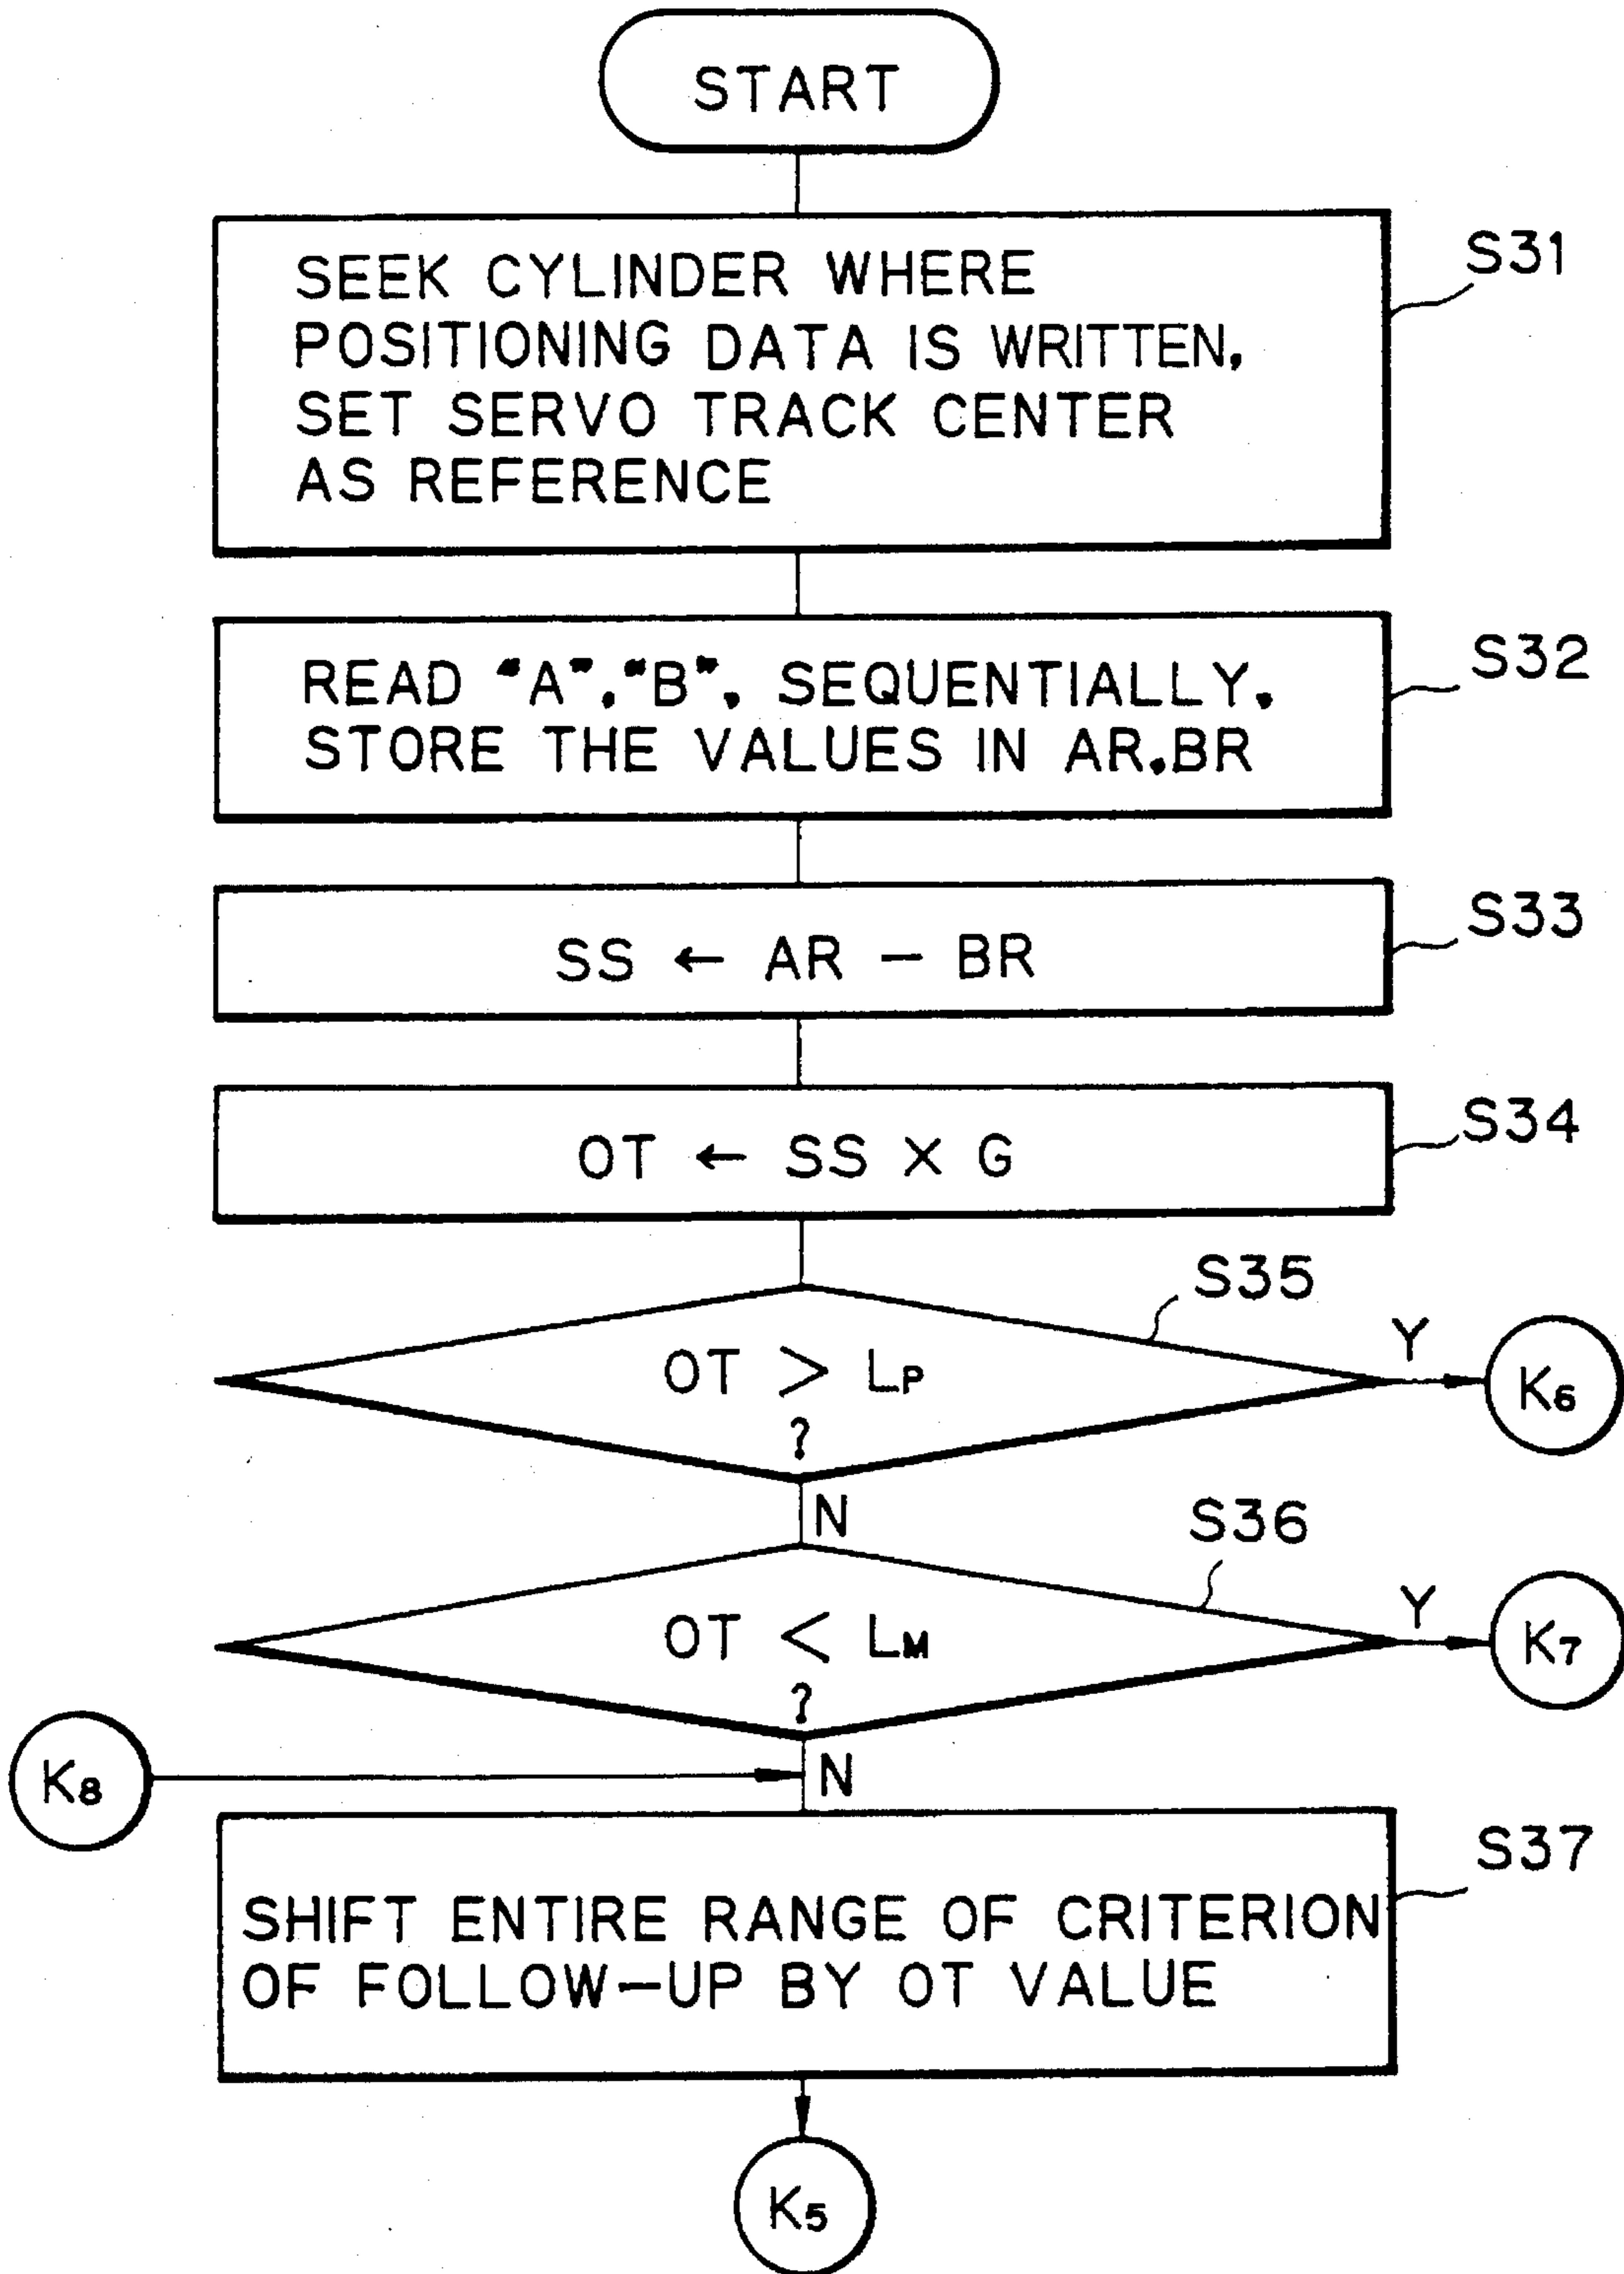 START
S31
SEEK CYLINDER WHERE
POSITIONING DATA IS WRITTEN,
SET SERVO TRACK CENTER
AS REFERENCE
S32
READ "A","B", SEQUENTIALLY,
STORE THE VALUES IN AR,BR
S33
SS ← AR − BR
S34
OT ← SS × G
S35
OT > LP
?
Y
K6
N
S36
OT < LM
?
Y
K7
K8
N
S37
SHIFT ENTIRE RANGE OF CRITERION
OF FOLLOW-UP BY OT VALUE
K5